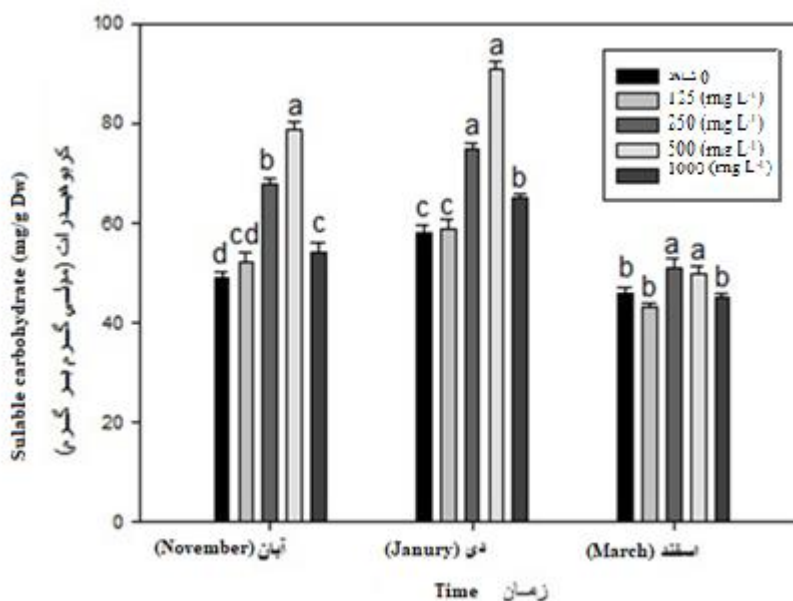 Sulable carbohydrate (mg/g Dw)
کربوهیدرات (میلی گرم بر گرم)
100
80
60
40
20
0
0 شاهد
125 (mg L⁻¹)
250 (mg L⁻¹)
500 (mg L⁻¹)
1000 (mg L⁻¹)
d cd b a c
c c a a b
b b a a b
آبان (November)
دی (Janury)
اسفند (March)
Time زمان